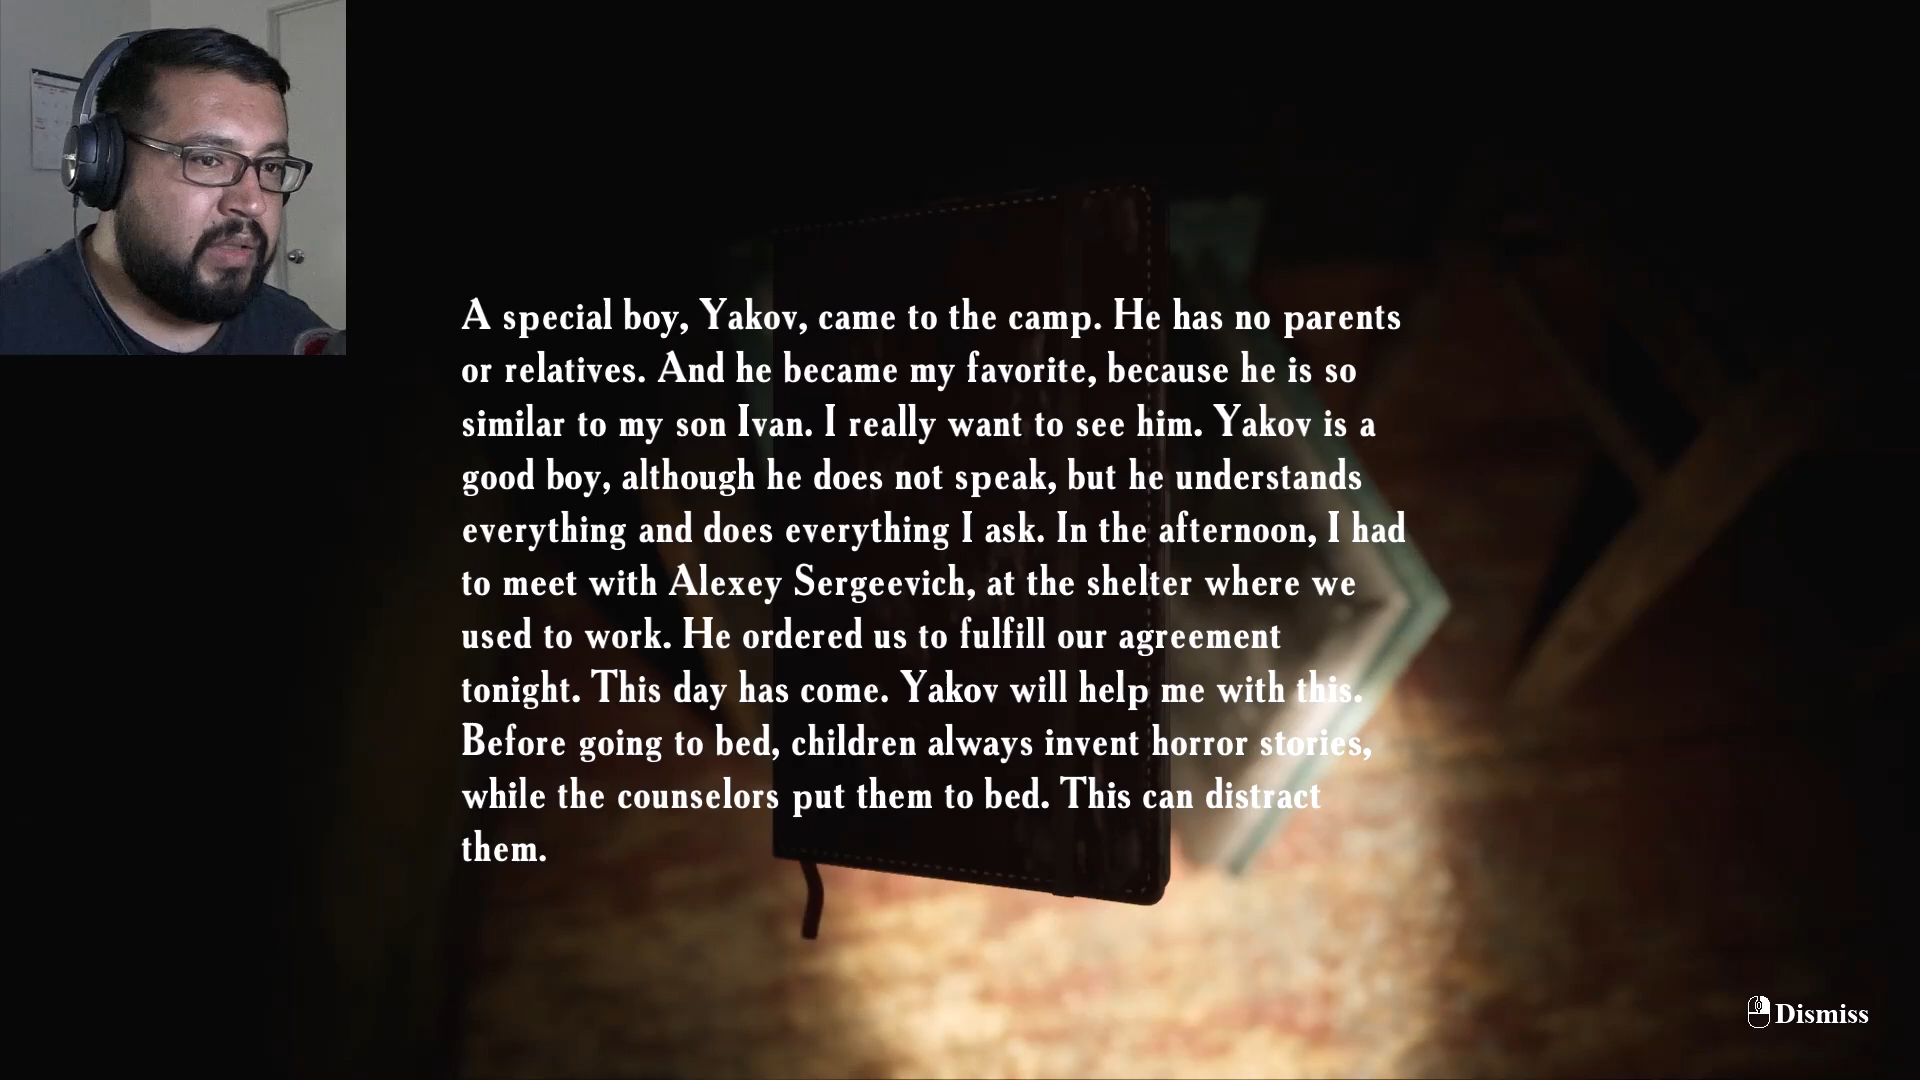 A special boy, Yakov, came to the camp. He has no parents
or relatives. And he became my favorite, because he is so
similar to my son Ivan. I really want to see him. Yakov is a
good boy, although he does not speak, but he understands
everything and does everything I ask. In the afternoon, I had
to meet with Alexey Sergeevich, at the shelter where we
used to work. He ordered us to fulfill our agreement
tonight. This day has come. Yakov will help me with this.
Before going to bed, children always invent horror stories,
while the counselors put them to bed. This can distract
them.
Dismiss